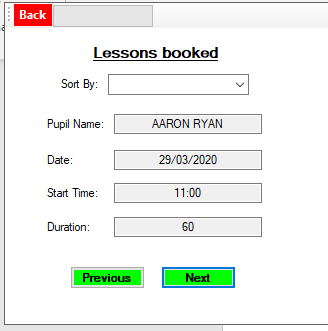 Back
Lessons booked
Sort By:
Pupil Name: AARON RYAN
Date: 29/03/2020
Start Time: 11:00
Duration: 60
Previous Next